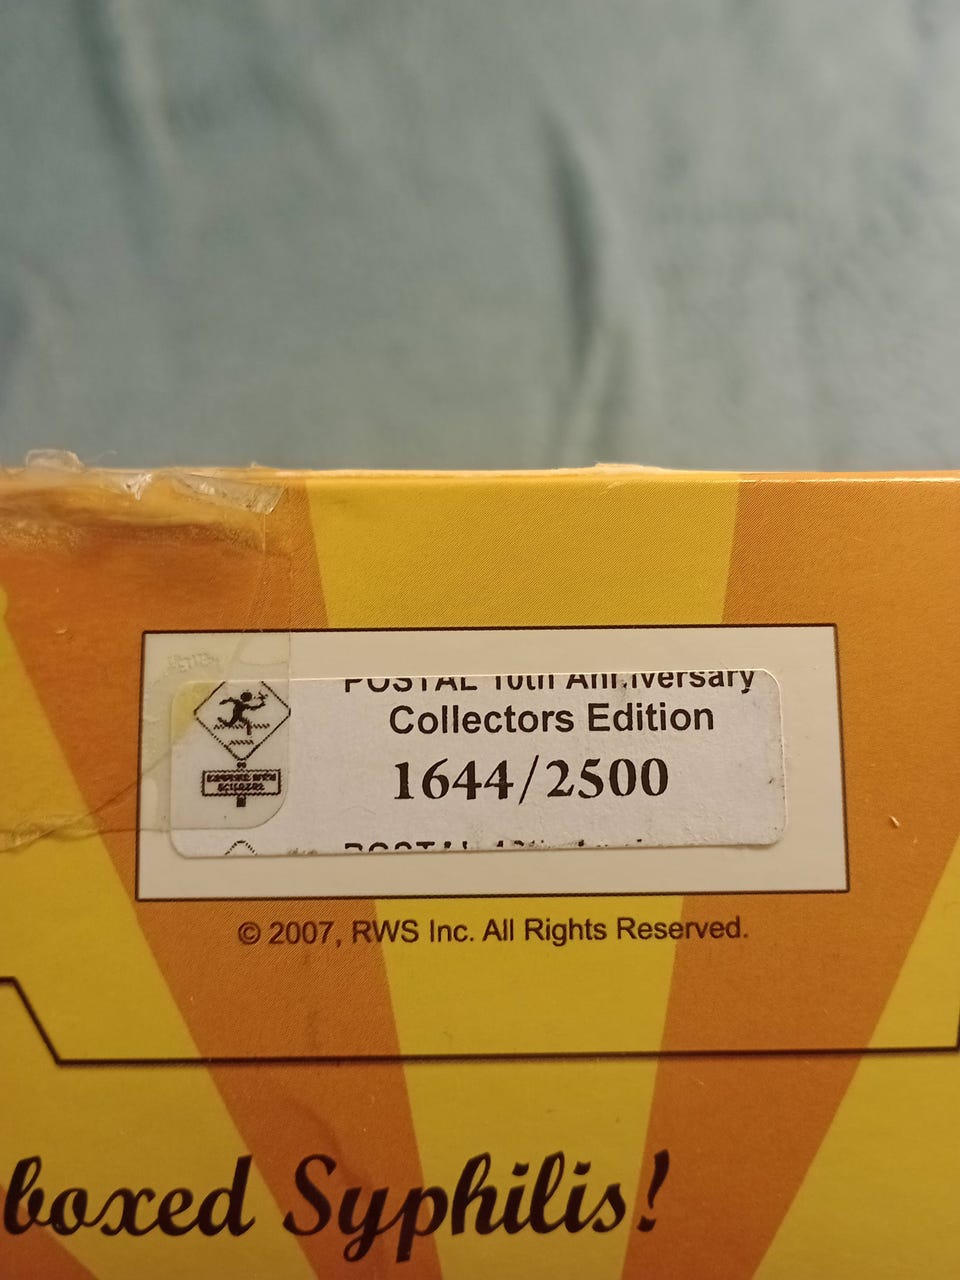 POSTAL 10th Anniversary
Collectors Edition
1644/2500
© 2007, RWS Inc. All Rights Reserved.
boxed Syphilis!